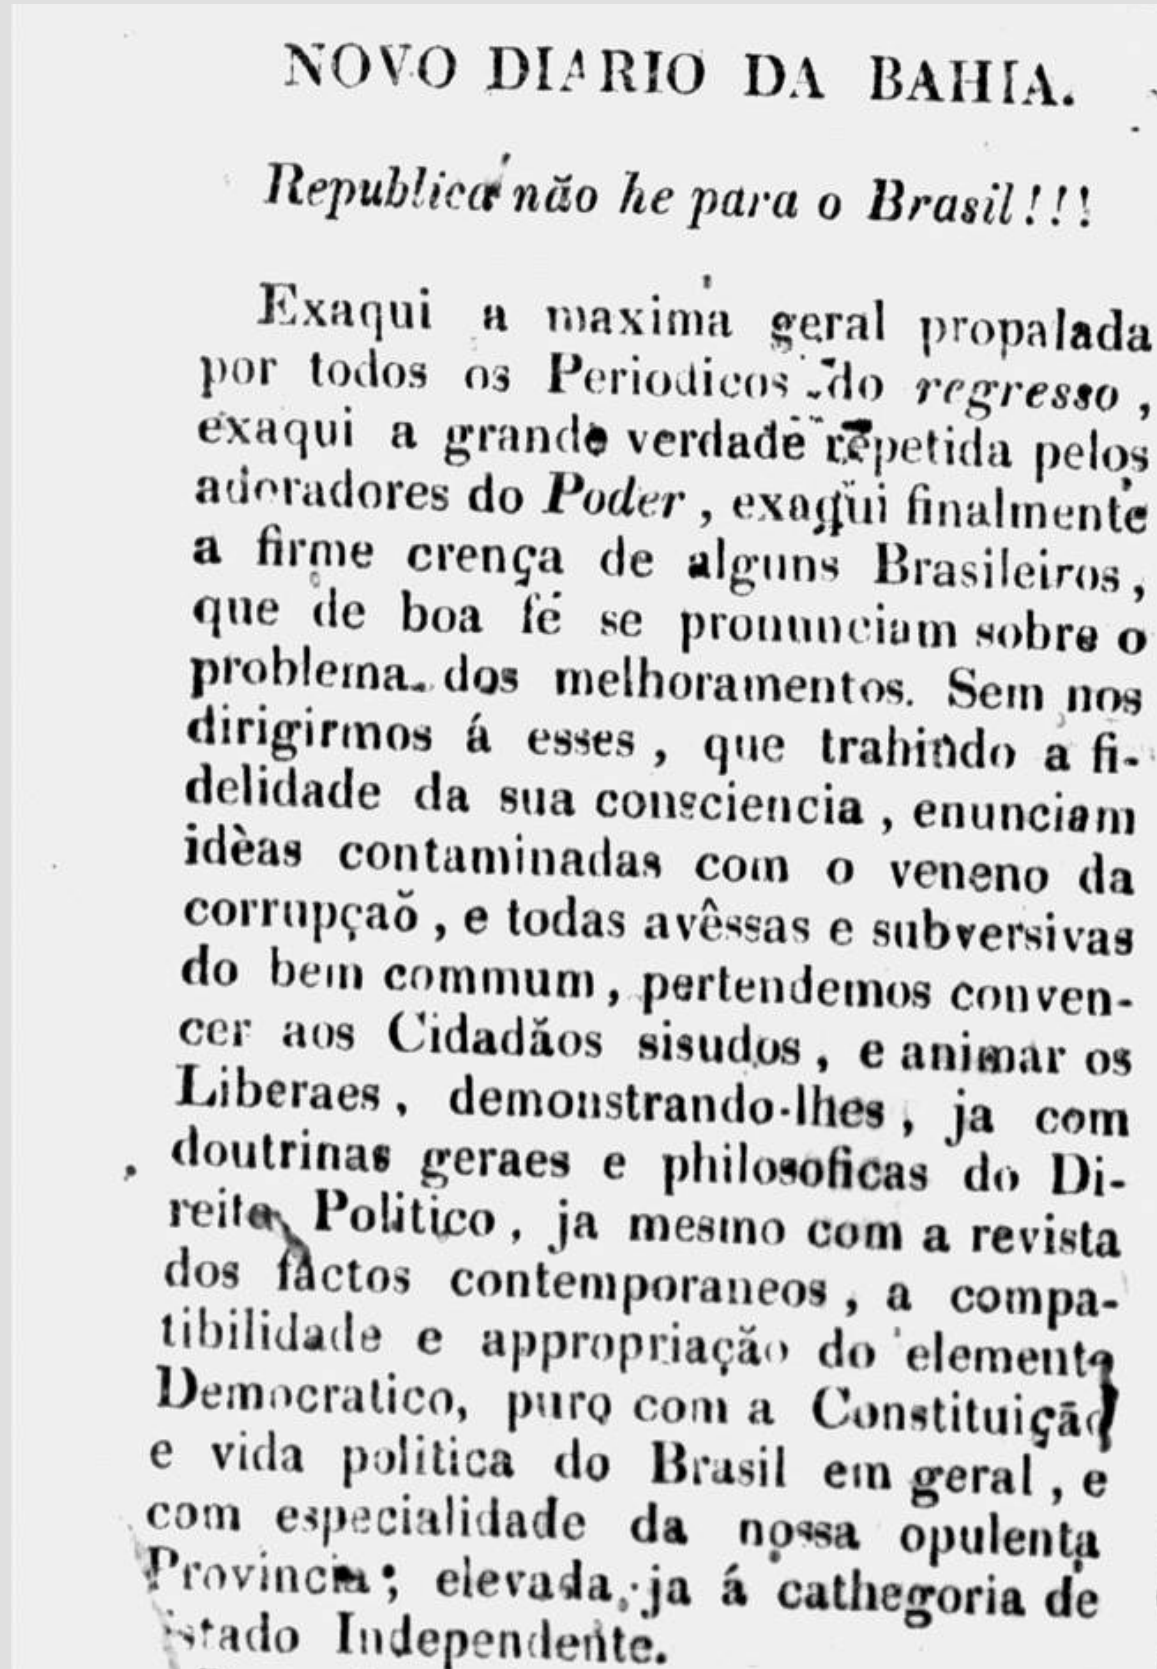 NOVO DIARIO DA BAHIA.
Republica não he para o Brasil!!!
Exaqui a maxima geral propalada
por todos os Periodicos do regresso ,
exaqui a grande verdade repetida pelos
adoradores do Poder , exaqui finalmente
a firme crença de alguns Brasileiros ,
que de boa fé se pronunciam sobre o
problema dos melhoramentos. Sem nos
dirigirmos á esses , que trahindo a fi-
delidade da sua consciencia , enunciam
idèas contaminadas com o veneno da
corrupçaõ , e todas avêssas e subversivas
do bem commum , pertendemos conven-
cer aos Cidadãos sisudos , e animar os
Liberaes , demonstrando-lhes , ja com
doutrinas geraes e philosoficas do Di-
reito Politico , ja mesmo com a revista
dos factos contemporaneos , a compa-
tibilidade e appropriação do elemento
Democratico, puro com a Constituição
e vida politica do Brasil em geral , e
com especialidade da nossa opulenta
Provincia ; elevada ja á cathegoria de
Estado Independente.